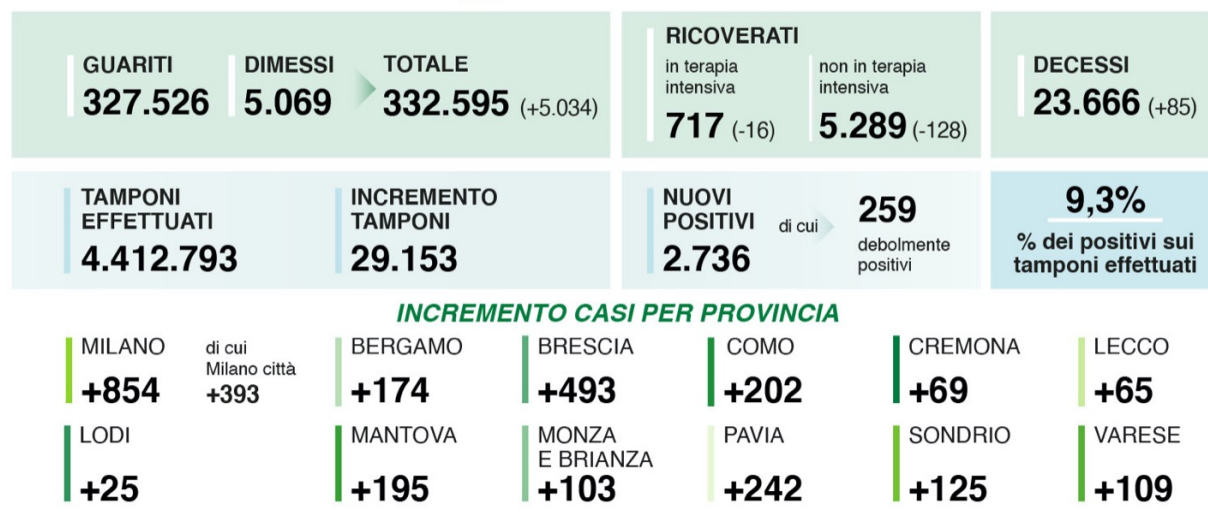 GUARITI
327.526
DIMESSI
5.069
TOTALE
332.595 (+5.034)
RICOVERATI
in terapia
intensiva
717 (-16)
non in terapia
intensiva
5.289 (-128)
DECESSI
23.666 (+85)
TAMPONI
EFFETTUATI
4.412.793
INCREMENTO
TAMPONI
29.153
NUOVI
POSITIVI
2.736
di cui
259
debolmente
positivi
9,3%
% dei positivi sui
tamponi effettuati
INCREMENTO CASI PER PROVINCIA
MILANO
+854
di cui
Milano città
+393
BERGAMO
+174
BRESCIA
+493
COMO
+202
CREMONA
+69
LECCO
+65
LODI
+25
MANTOVA
+195
MONZA
E BRIANZA
+103
PAVIA
+242
SONDRIO
+125
VARESE
+109